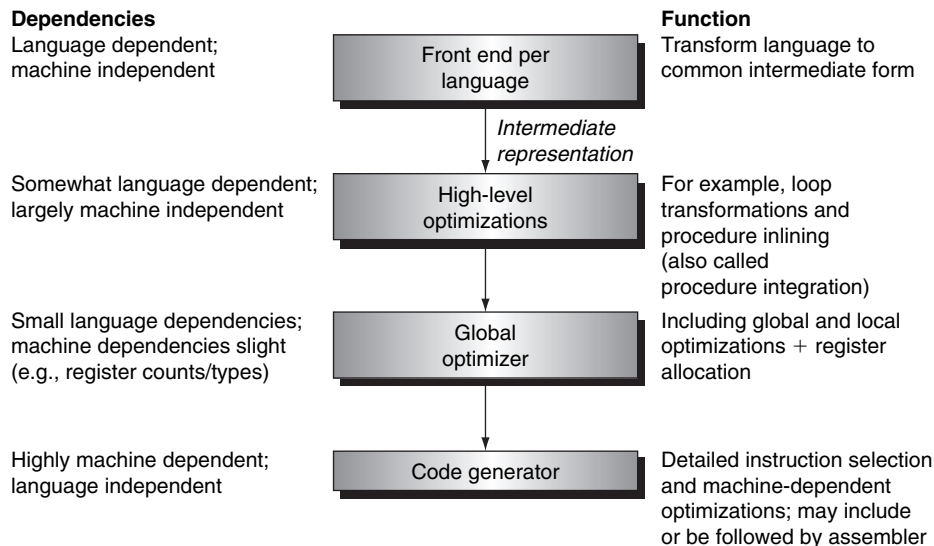 Dependencies
Language dependent;
machine independent
Front end per
language
Function
Transform language to
common intermediate form
Intermediate
representation
Somewhat language dependent;
largely machine independent
High-level
optimizations
For example, loop
transformations and
procedure inlining
(also called
procedure integration)
Small language dependencies;
machine dependencies slight
(e.g., register counts/types)
Global
optimizer
Including global and local
optimizations + register
allocation
Highly machine dependent;
language independent
Code generator
Detailed instruction selection
and machine-dependent
optimizations; may include
or be followed by assembler